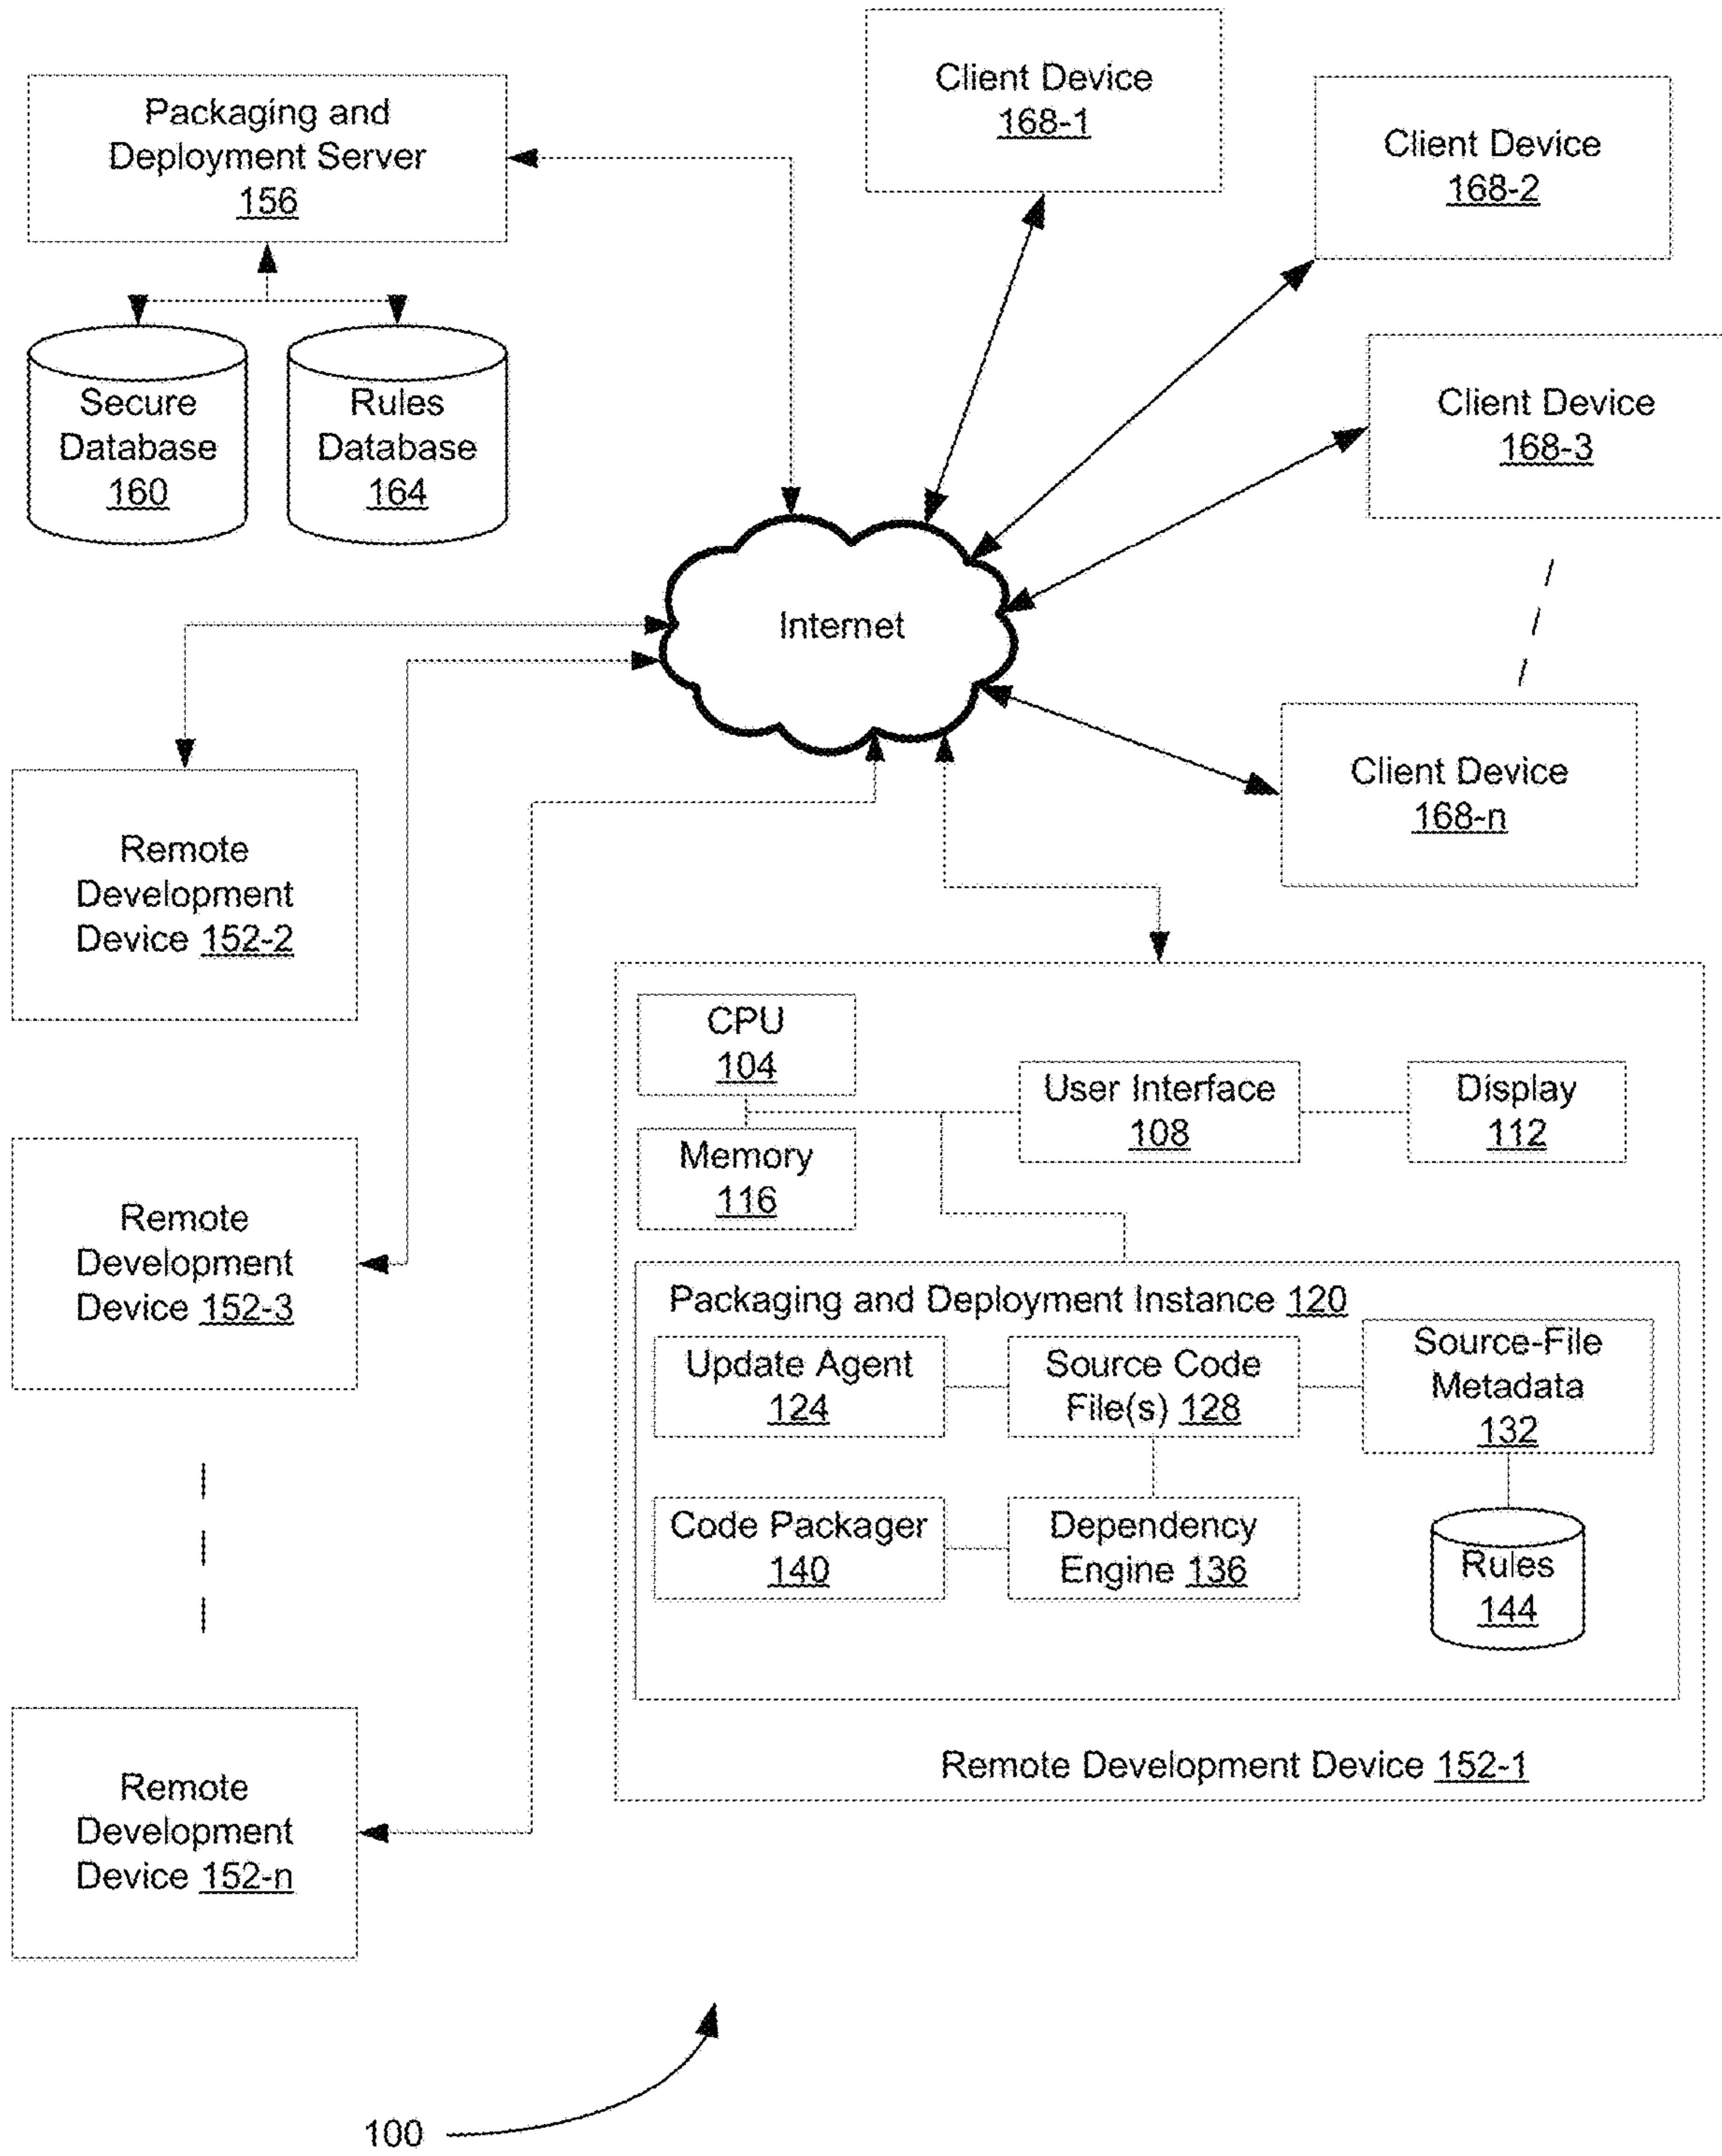 Packaging and
Deployment Server
156
Secure
Database
160
Rules
Database
164
Client Device
168-1
Client Device
168-2
Client Device
168-3
Client Device
168-n
Internet
Remote
Development
Device 152-2
Remote
Development
Device 152-3
Remote
Development
Device 152-n
CPU
104
Memory
116
User Interface
108
Display
112
Packaging and Deployment Instance 120
Update Agent
124
Source Code
File(s) 128
Source-File
Metadata
132
Code Packager
140
Dependency
Engine 136
Rules
144
Remote Development Device 152-1
100